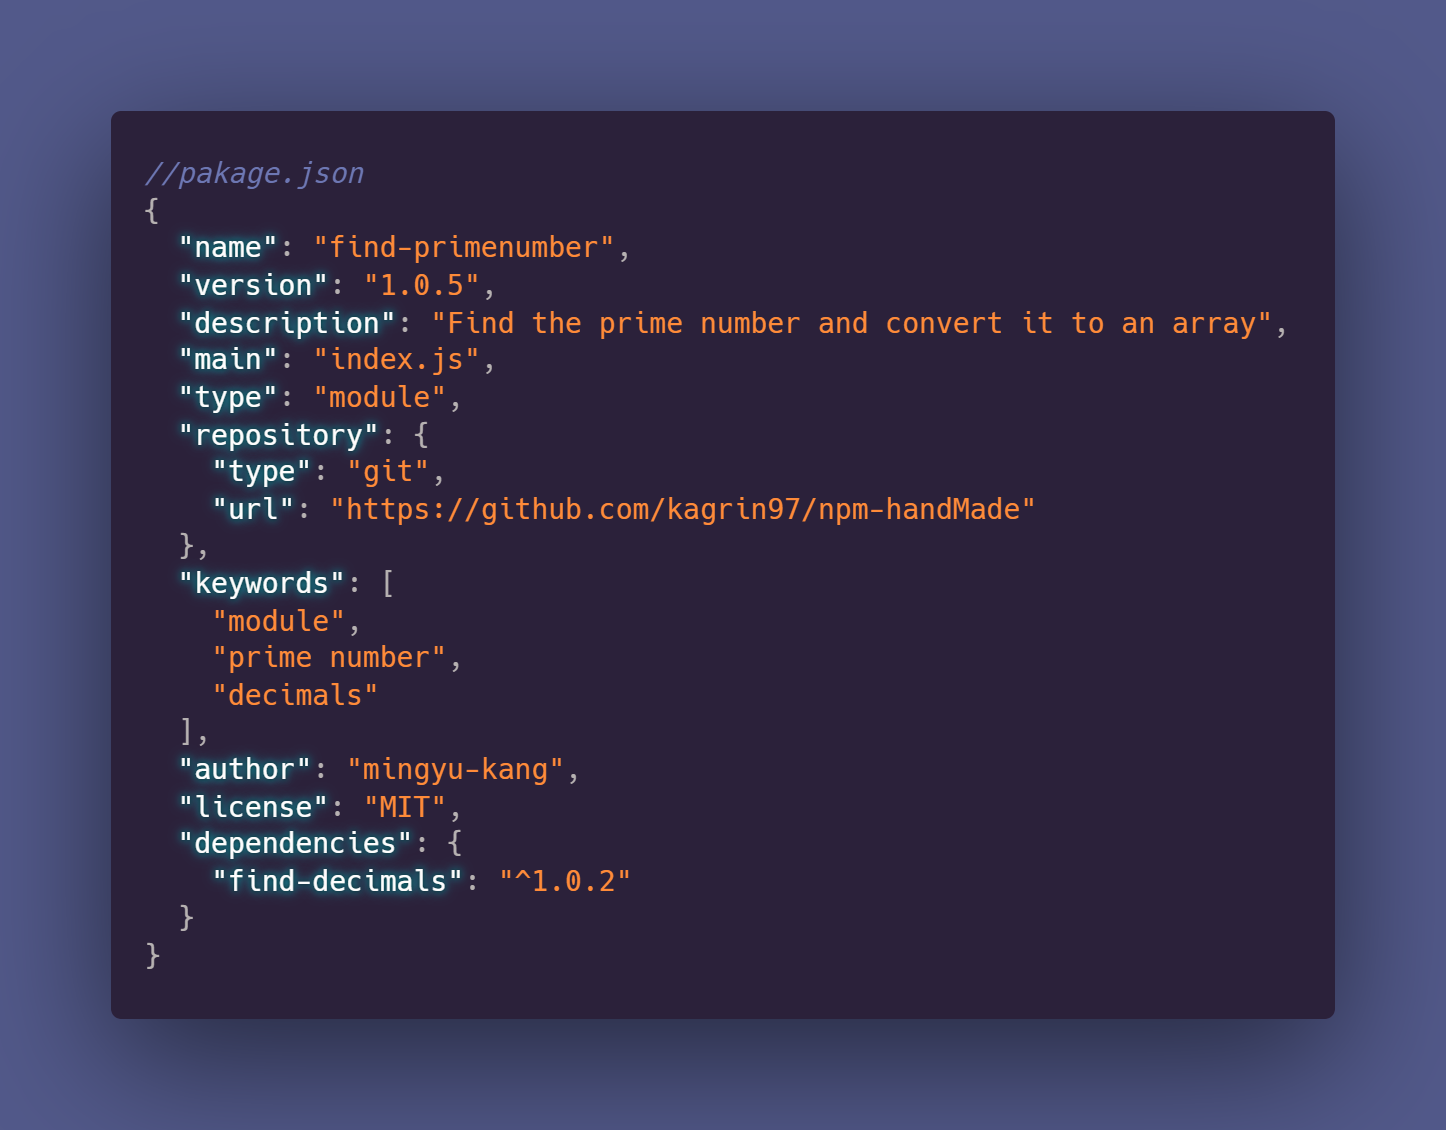 //pakage.json
{
  "name": "find-primenumber",
  "version": "1.0.5",
  "description": "Find the prime number and convert it to an array",
  "main": "index.js",
  "type": "module",
  "repository": {
    "type": "git",
    "url": "https://github.com/kagrin97/npm-handMade"
  },
  "keywords": [
    "module",
    "prime number",
    "decimals"
  ],
  "author": "mingyu-kang",
  "license": "MIT",
  "dependencies": {
    "find-decimals": "^1.0.2"
  }
}